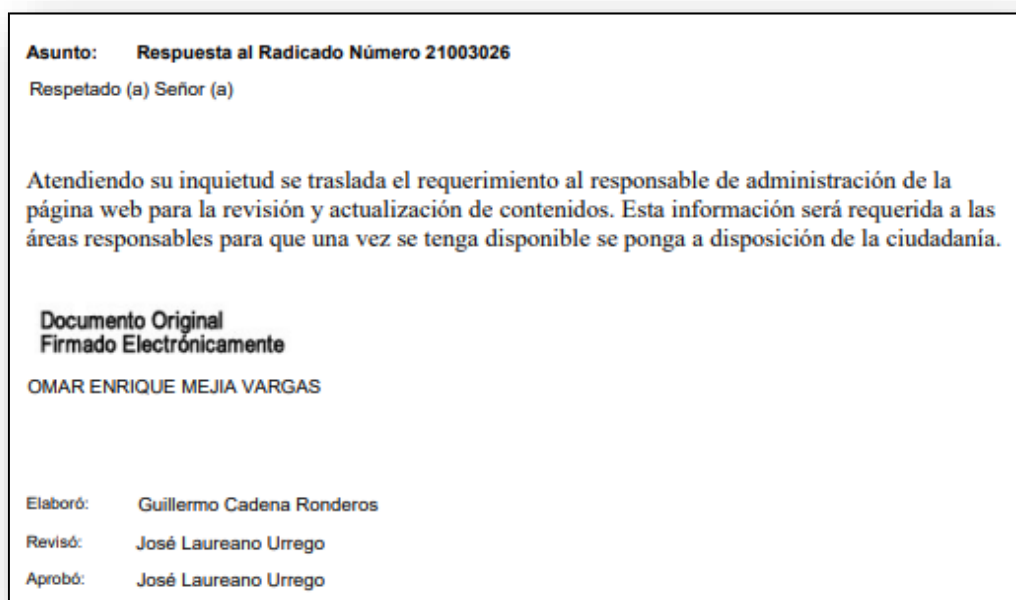 Asunto: Respuesta al Radicado Número 21003026
Respetado (a) Señor (a)
Atendiendo su inquietud se traslada el requerimiento al responsable de administración de la
página web para la revisión y actualización de contenidos. Esta información será requerida a las
áreas responsables para que una vez se tenga disponible se ponga a disposición de la ciudadanía.
Documento Original
Firmado Electrónicamente
OMAR ENRIQUE MEJIA VARGAS
Elaboró: Guillermo Cadena Ronderos
Revisó: José Laureano Urrego
Aprobó: José Laureano Urrego